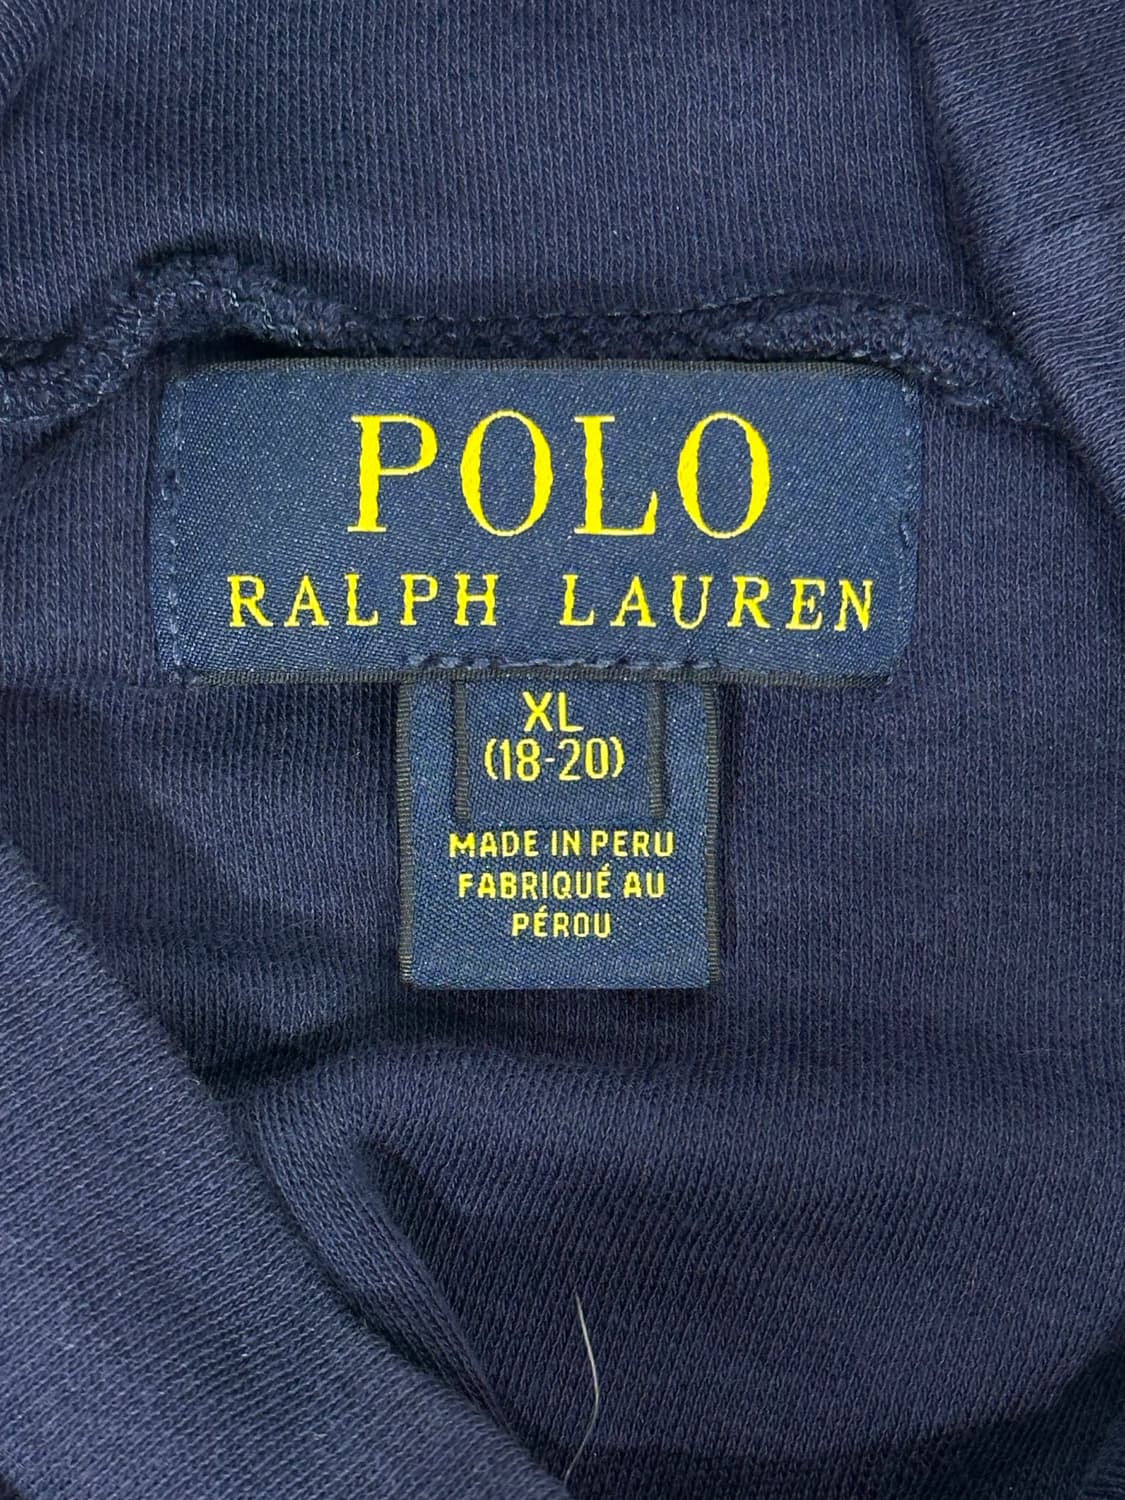 POLO
RALPH LAUREN
XL
(18-20)
MADE IN PERU
FABRIQUÉ AU
PÉROU